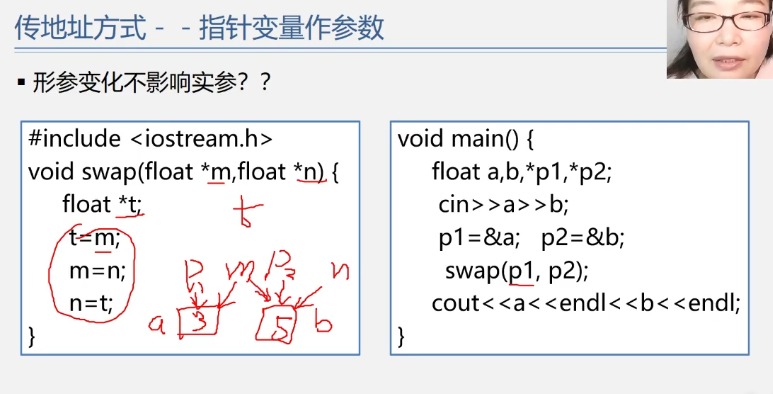 传地址方式－－指针变量作参数
▪ 形参变化不影响实参？？
#include <iostream.h>
void swap(float *m,float *n) {
float *t;
t=m;
m=n;
n=t;
}
t
p1 m p2 n
a 3 5 b
void main() {
float a,b,*p1,*p2;
cin>>a>>b;
p1=&a; p2=&b;
swap(p1, p2);
cout<<a<<endl<<b<<endl;
}